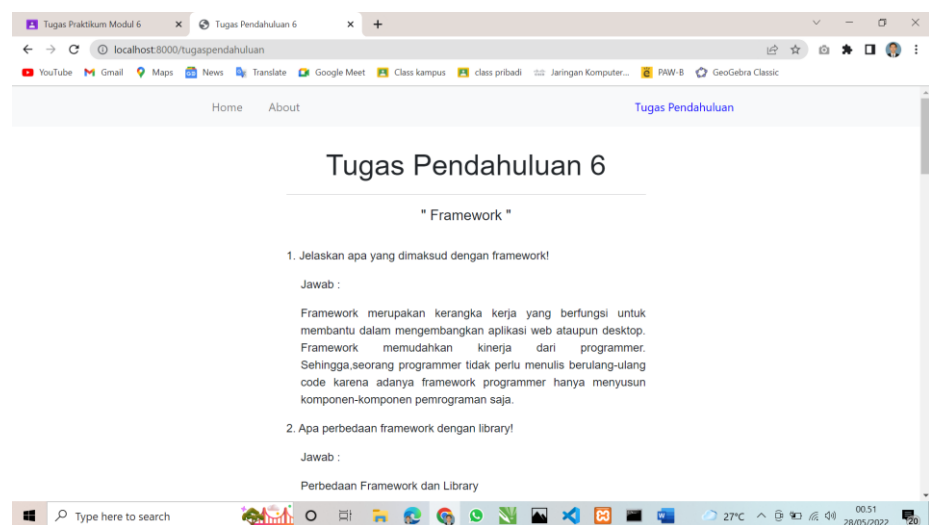 Tugas Praktikum Modul 6
Tugas Pendahuluan 6
localhost:8000/tugaspendahuluan
YouTube Gmail Maps News Translate Google Meet Class kampus class pribadi Jaringan Komputer... PAW-B GeoGebra Classic
Home About Tugas Pendahuluan
Tugas Pendahuluan 6
" Framework "
1. Jelaskan apa yang dimaksud dengan framework!
Jawab :
Framework merupakan kerangka kerja yang berfungsi untuk
membantu dalam mengembangkan aplikasi web ataupun desktop.
Framework memudahkan kinerja dari programmer.
Sehingga,seorang programmer tidak perlu menulis berulang-ulang
code karena adanya framework programmer hanya menyusun
komponen-komponen pemrograman saja.
2. Apa perbedaan framework dengan library!
Jawab :
Perbedaan Framework dan Library
Type here to search
27°C
00.51
28/05/2022
20